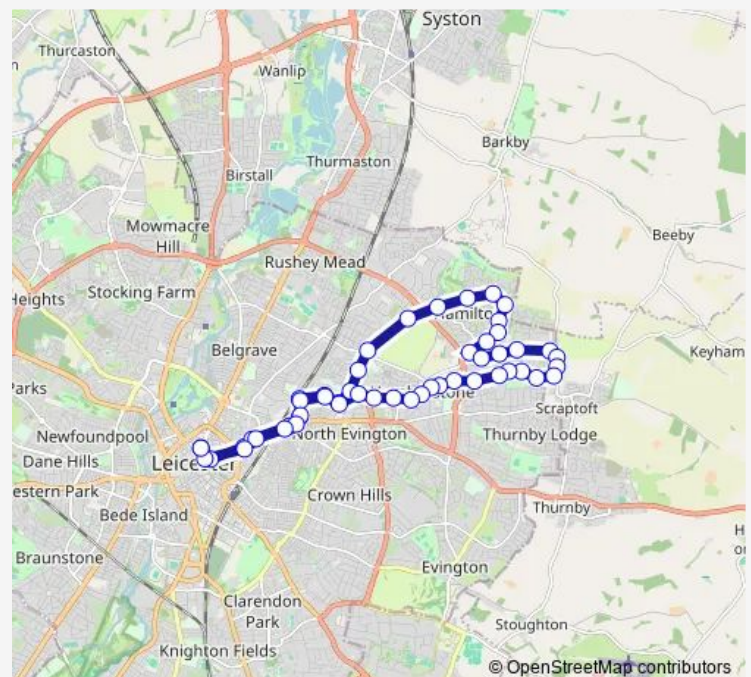 Syston
Thurcaston
Wanlip
Barkby
Thurmaston
Birstall
Mowmacre
Hill
Beeby
Rushey Mead
Heights
Stocking Farm
Hamilto
Belgrave
Keyham
Parks
Scraptoft
Newfoundpool
North Evington
Thurnby Lodge
Dane Hills
Leicester
estern Park
Crown Hills
Bede Island
Thurnby
Braunstone
Evington
Clarendon
Park
Stoughton
Knighton Fields
© OpenStreetMap contributors